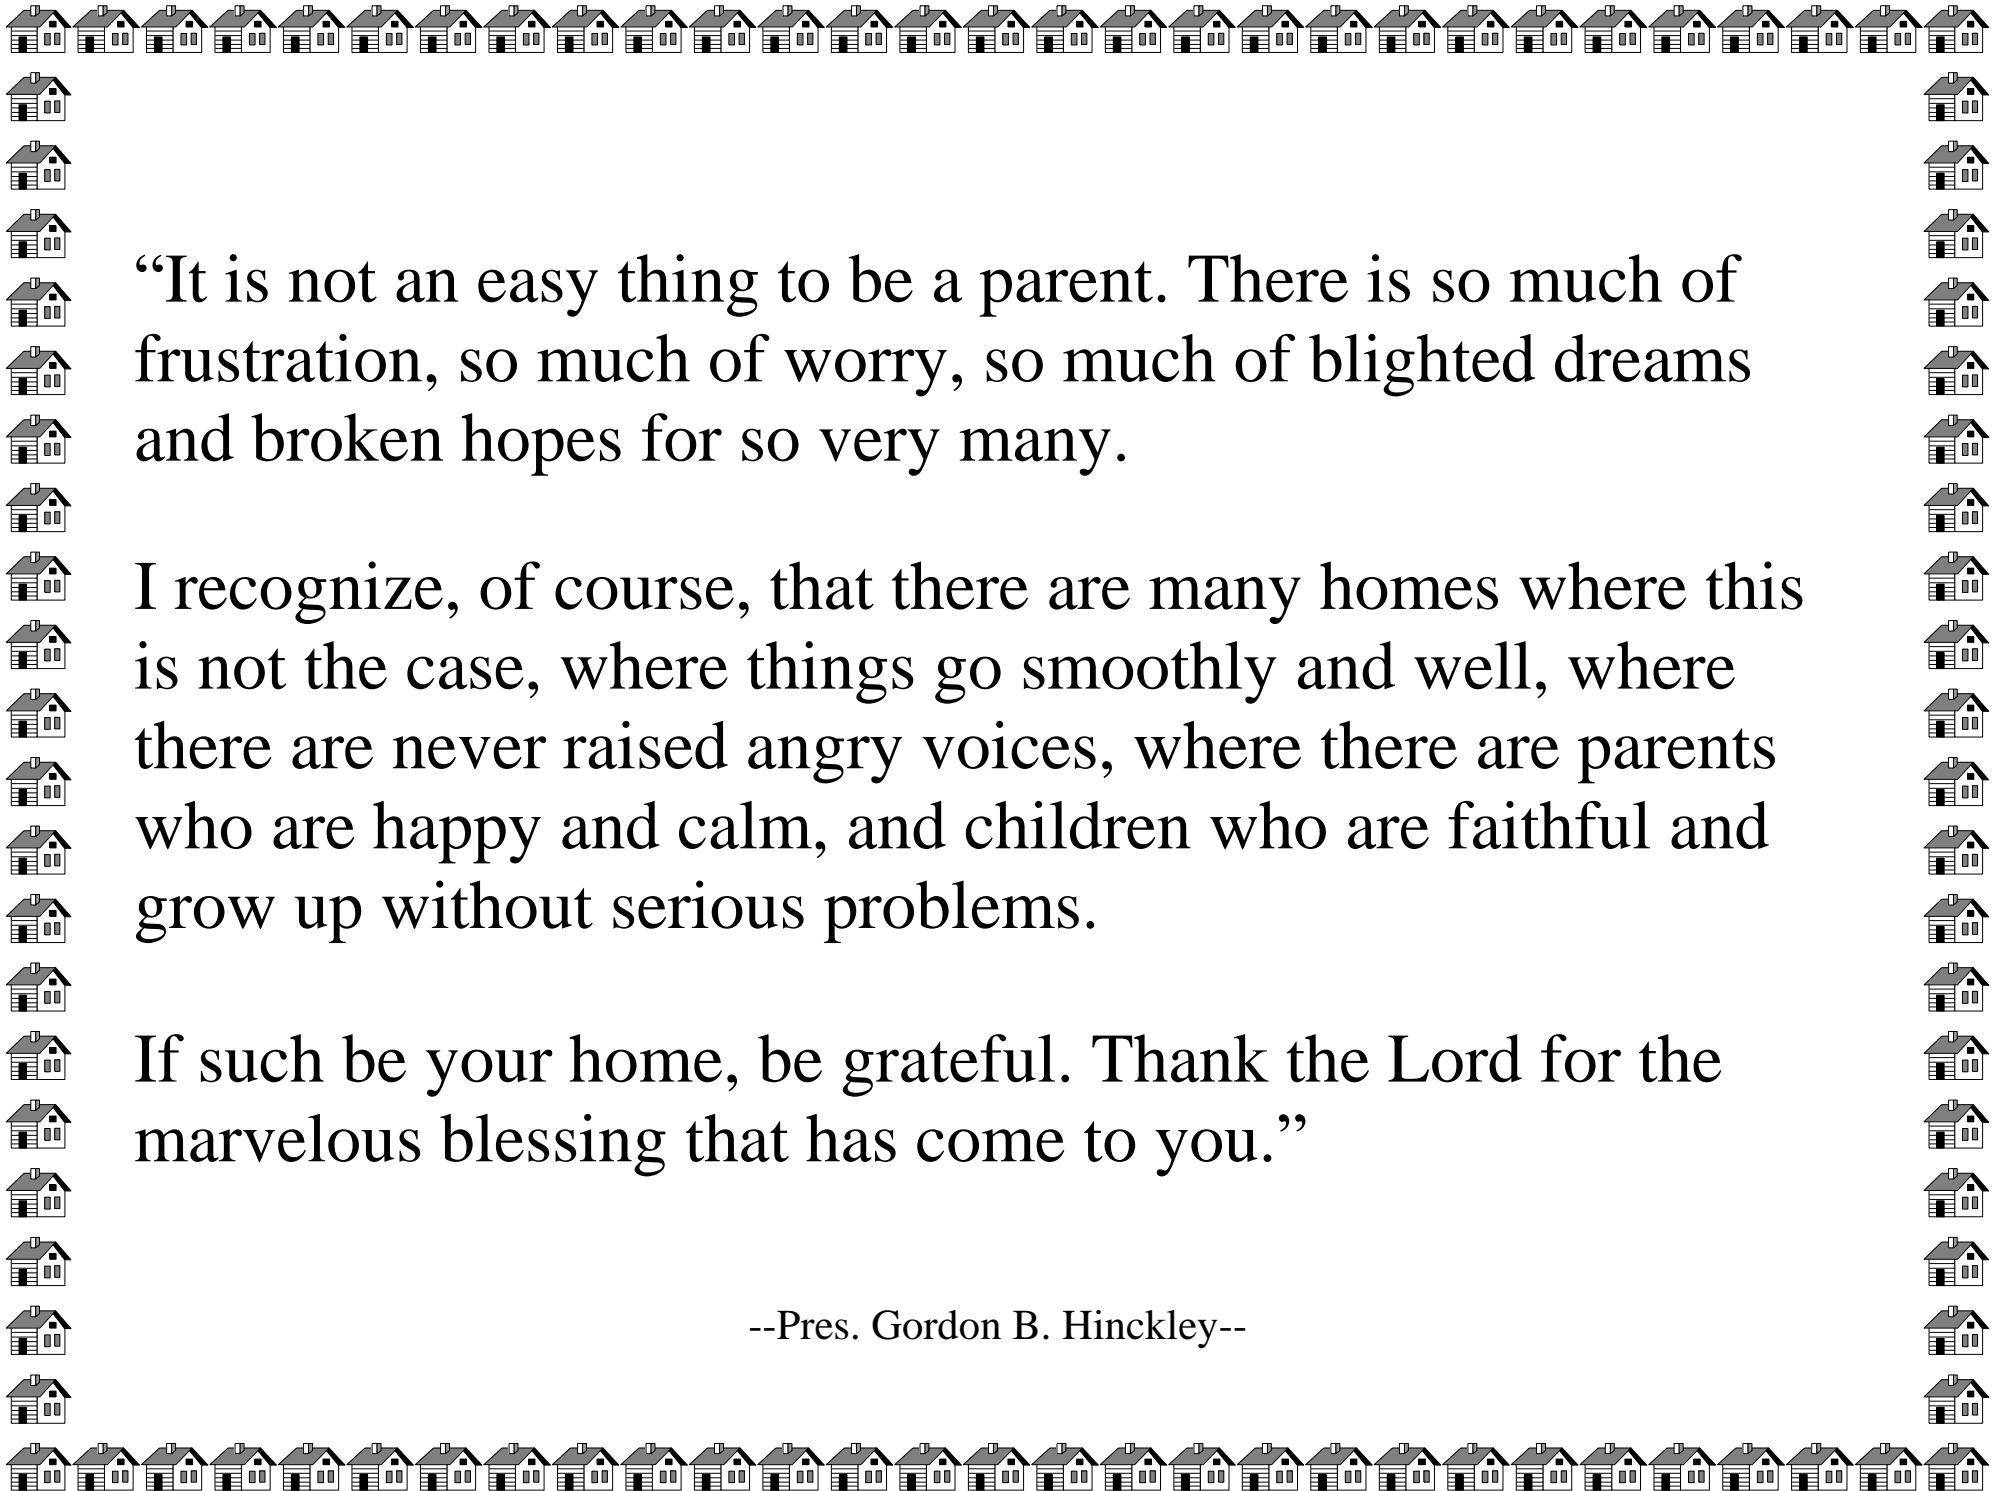 “It is not an easy thing to be a parent. There is so much of
frustration, so much of worry, so much of blighted dreams
and broken hopes for so very many.
I recognize, of course, that there are many homes where this
is not the case, where things go smoothly and well, where
there are never raised angry voices, where there are parents
who are happy and calm, and children who are faithful and
grow up without serious problems.
If such be your home, be grateful. Thank the Lord for the
marvelous blessing that has come to you.”
--Pres. Gordon B. Hinckley--